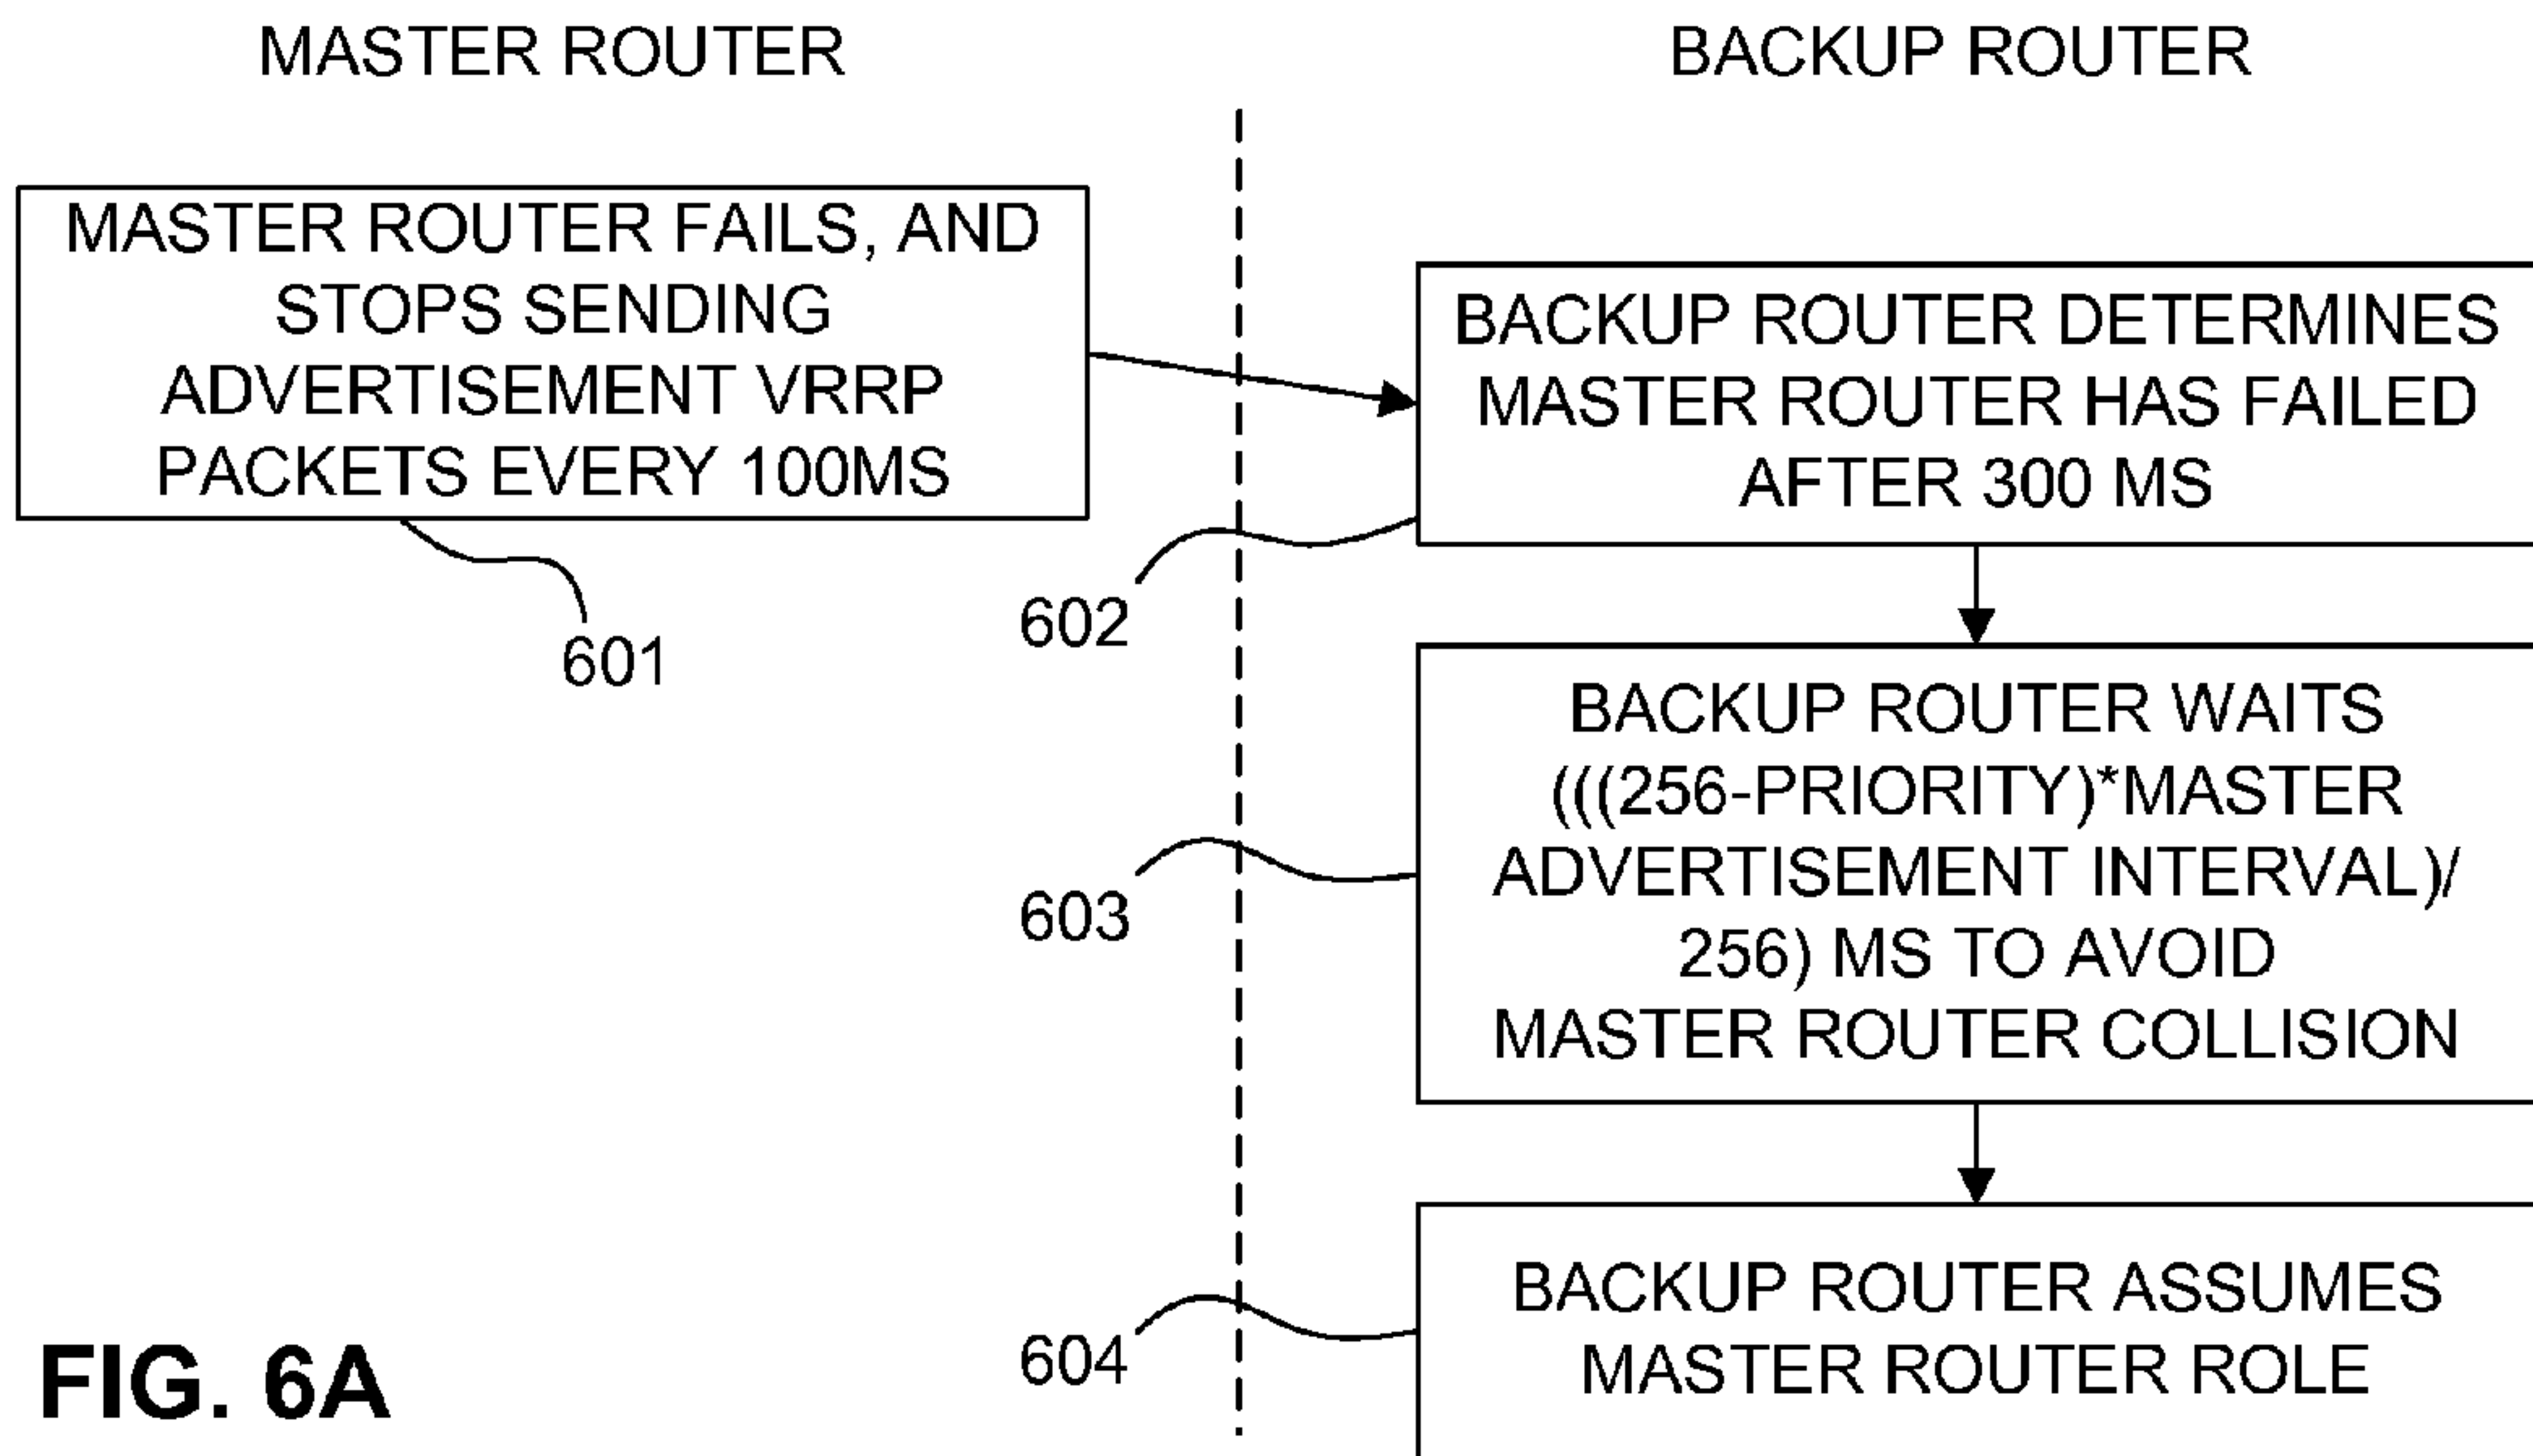 MASTER ROUTER
BACKUP ROUTER
MASTER ROUTER FAILS, AND
STOPS SENDING
ADVERTISEMENT VRRP
PACKETS EVERY 100MS
601
BACKUP ROUTER DETERMINES
MASTER ROUTER HAS FAILED
AFTER 300 MS
602
BACKUP ROUTER WAITS
(((256-PRIORITY)*MASTER
ADVERTISEMENT INTERVAL)/
256) MS TO AVOID
MASTER ROUTER COLLISION
603
BACKUP ROUTER ASSUMES
MASTER ROUTER ROLE
604
FIG. 6A